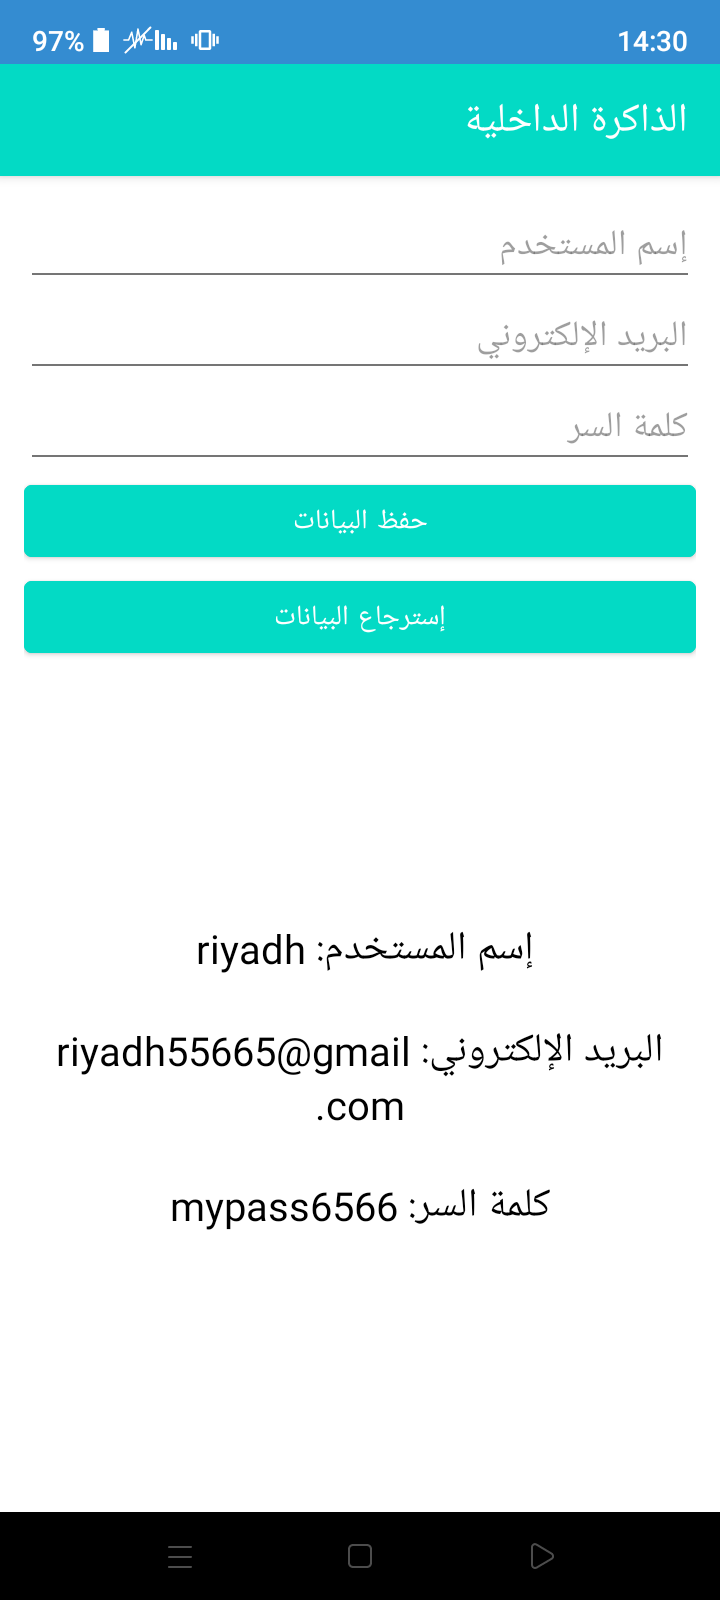 97% 14:30
الذاكرة الداخلية
إسم المستخدم
البريد الإلكتروني
كلمة السر
حفظ البيانات
إسترجاع البيانات
إسم المستخدم: riyadh
البريد الإلكتروني: riyadh55665@gmail
.com
كلمة السر: mypass6566